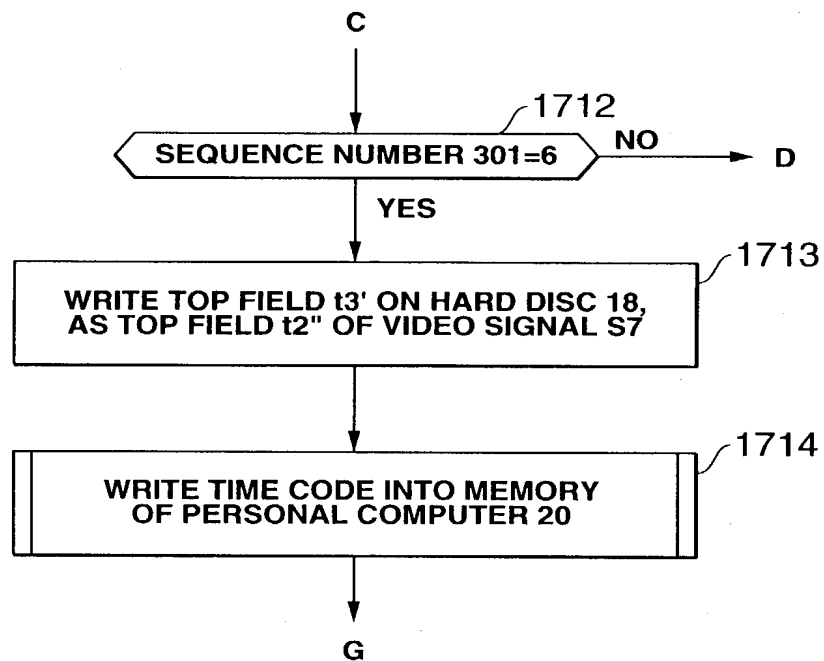 C
1712
SEQUENCE NUMBER 301=6
NO
D
YES
1713
WRITE TOP FIELD t3' ON HARD DISC 18,
AS TOP FIELD t2" OF VIDEO SIGNAL S7
1714
WRITE TIME CODE INTO MEMORY
OF PERSONAL COMPUTER 20
G